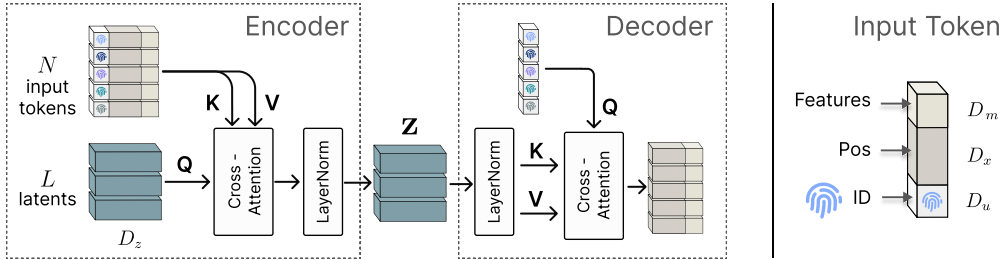 Encoder
Decoder
Input Token
N
input
tokens
K
V
L
latents
Q
D_z
Cross -
Attention
LayerNorm
Z
LayerNorm
K
V
Q
Cross -
Attention
Features
D_m
Pos
D_x
ID
D_u